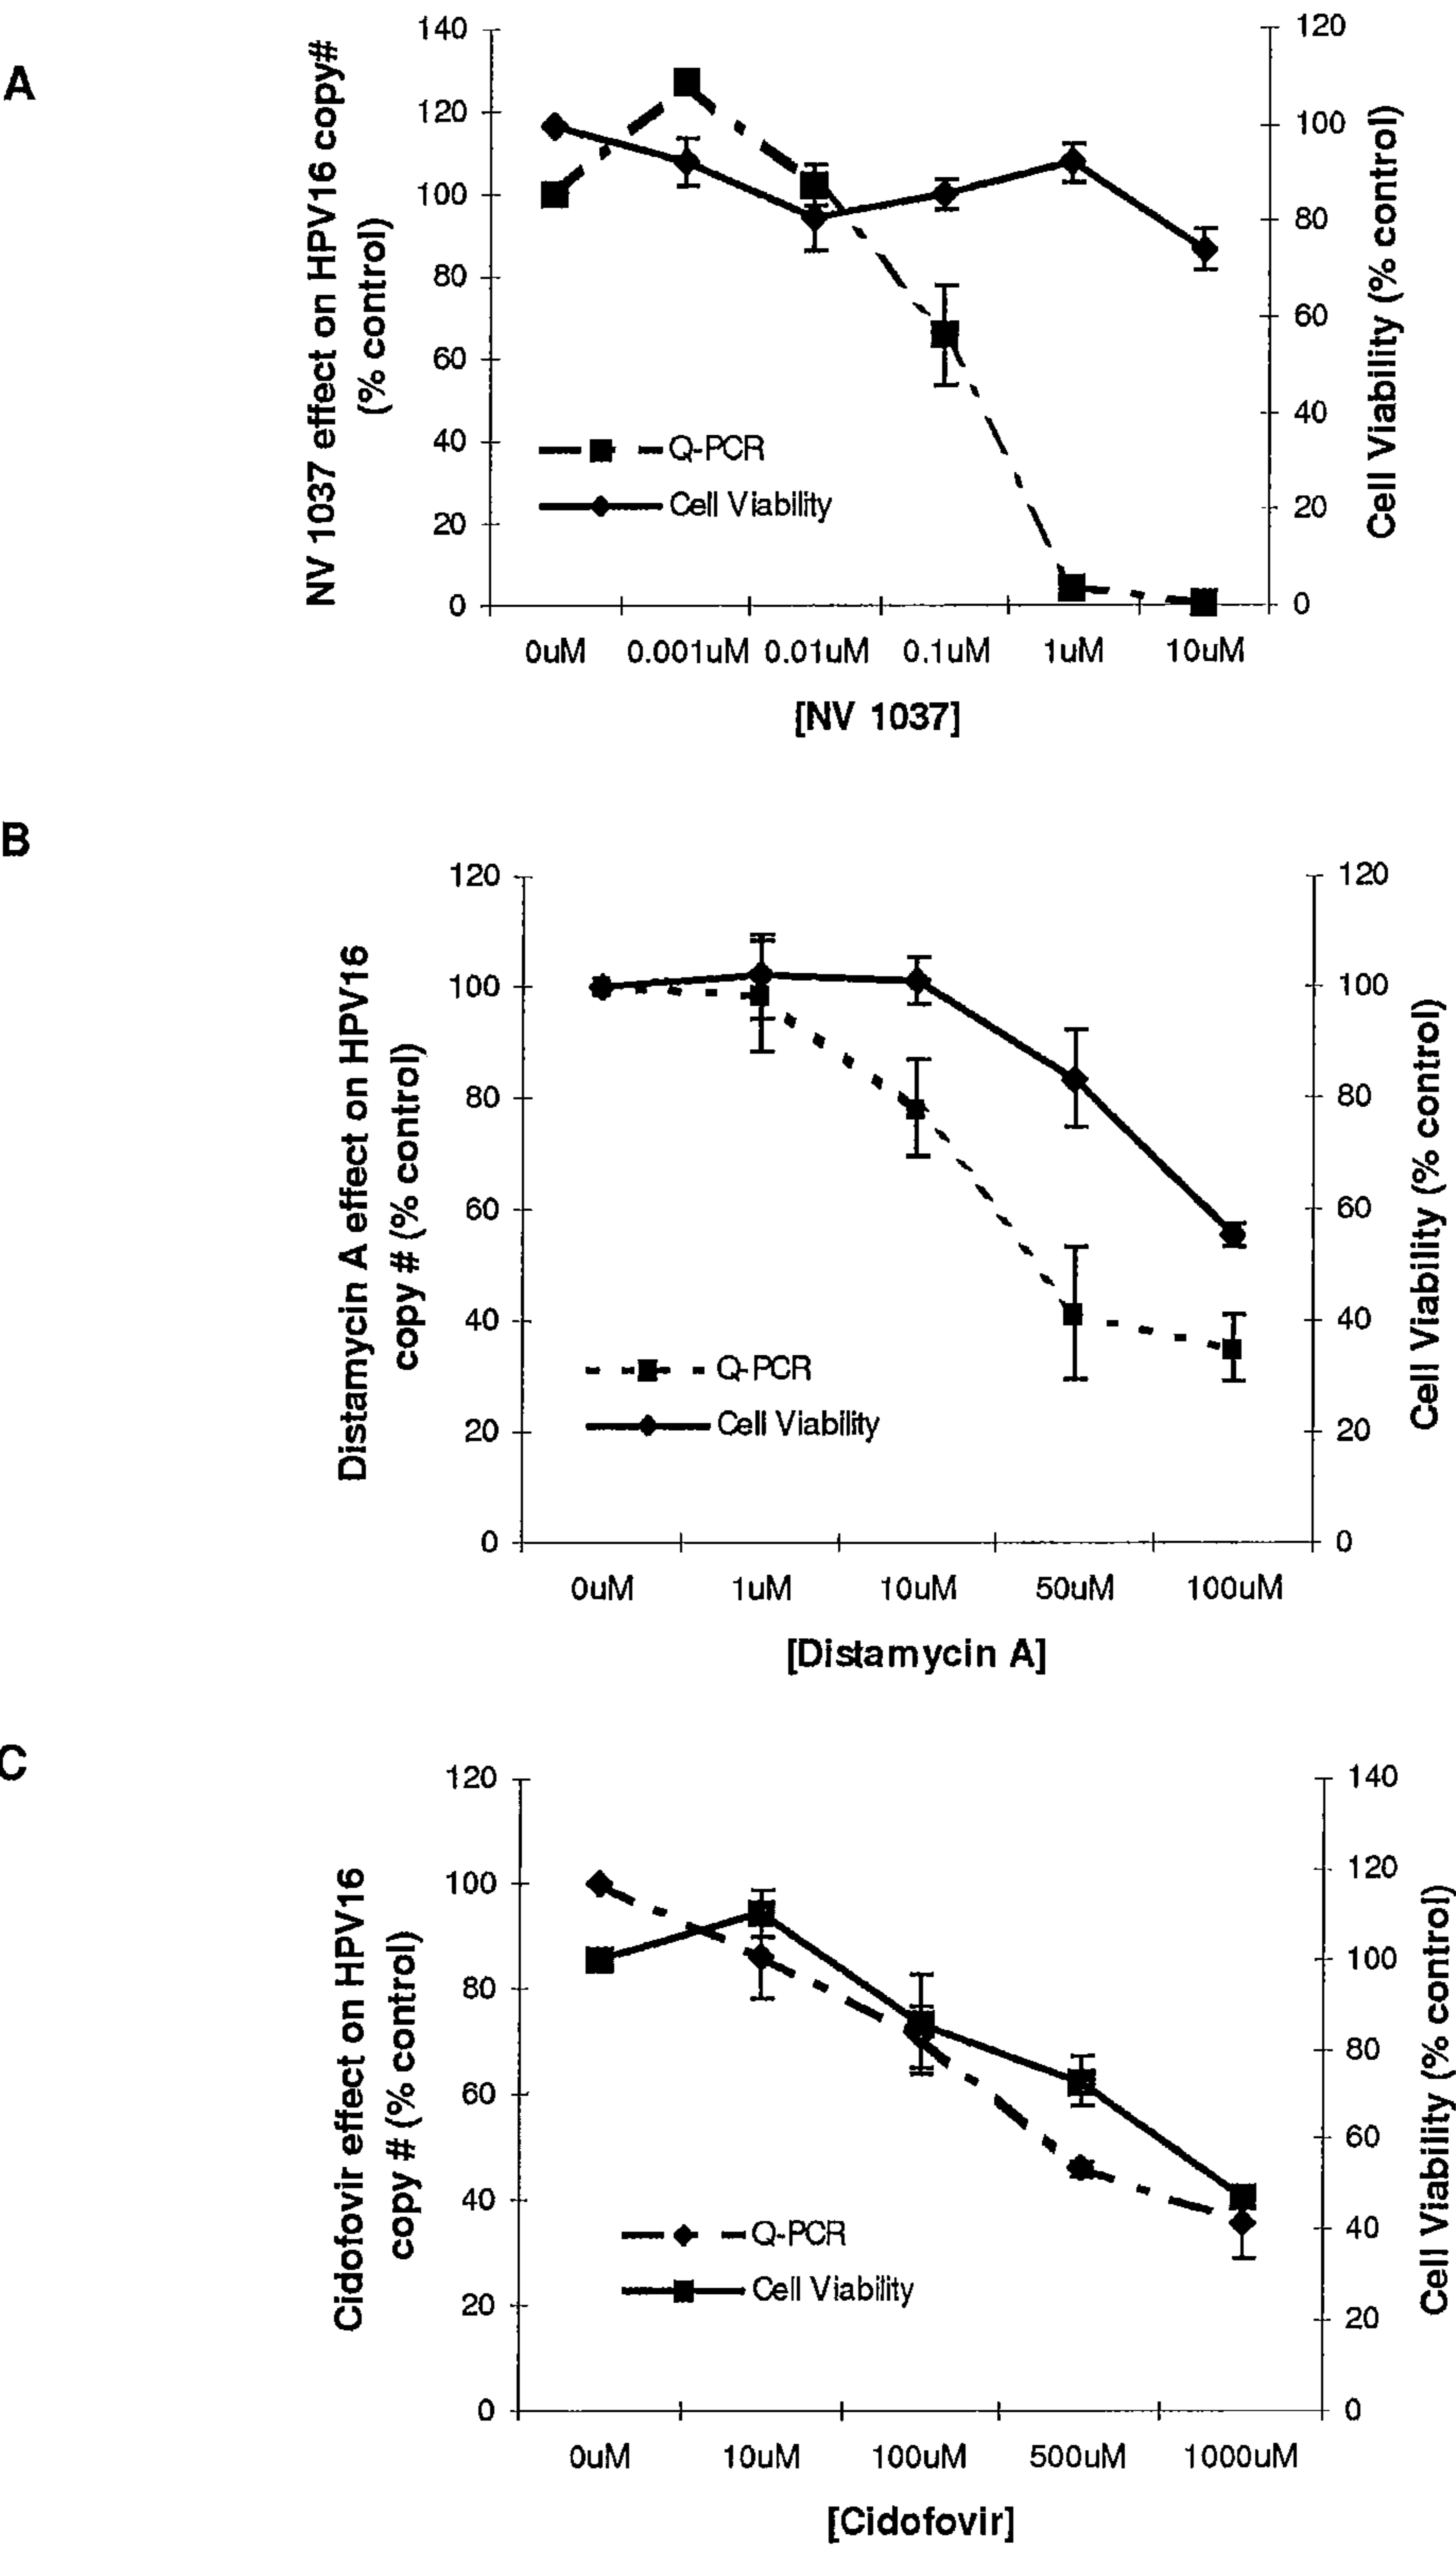 A
NV 1037 effect on HPV16 copy#
(% control)
140
120
100
80
60
40
20
0
120
100
80
60
40
20
0
Cell Viability (% control)
Q-PCR
Cell Viability
0uM 0.001uM 0.01uM 0.1uM 1uM 10uM
[NV 1037]
B
Distamycin A effect on HPV16
copy # (% control)
120
100
80
60
40
20
0
120
100
80
60
40
20
0
Cell Viability (% control)
Q-PCR
Cell Viability
0uM 1uM 10uM 50uM 100uM
[Distamycin A]
C
Cidofovir effect on HPV16
copy # (% control)
120
100
80
60
40
20
0
140
120
100
80
60
40
20
0
Cell Viability (% control)
Q-PCR
Cell Viability
0uM 10uM 100uM 500uM 1000uM
[Cidofovir]